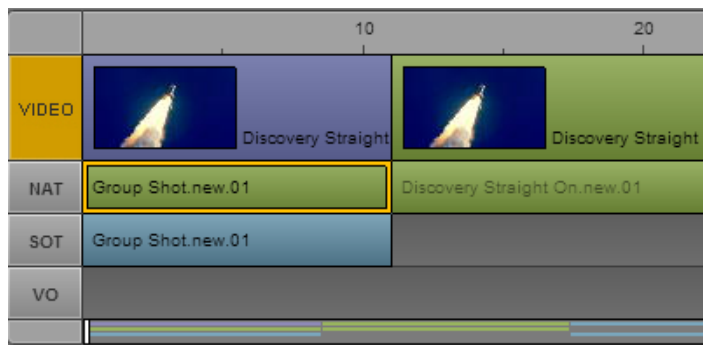 10 20
VIDEO Discovery Straight Discovery Straight
NAT Group Shot.new.01 Discovery Straight On.new.01
SOT Group Shot.new.01
VO